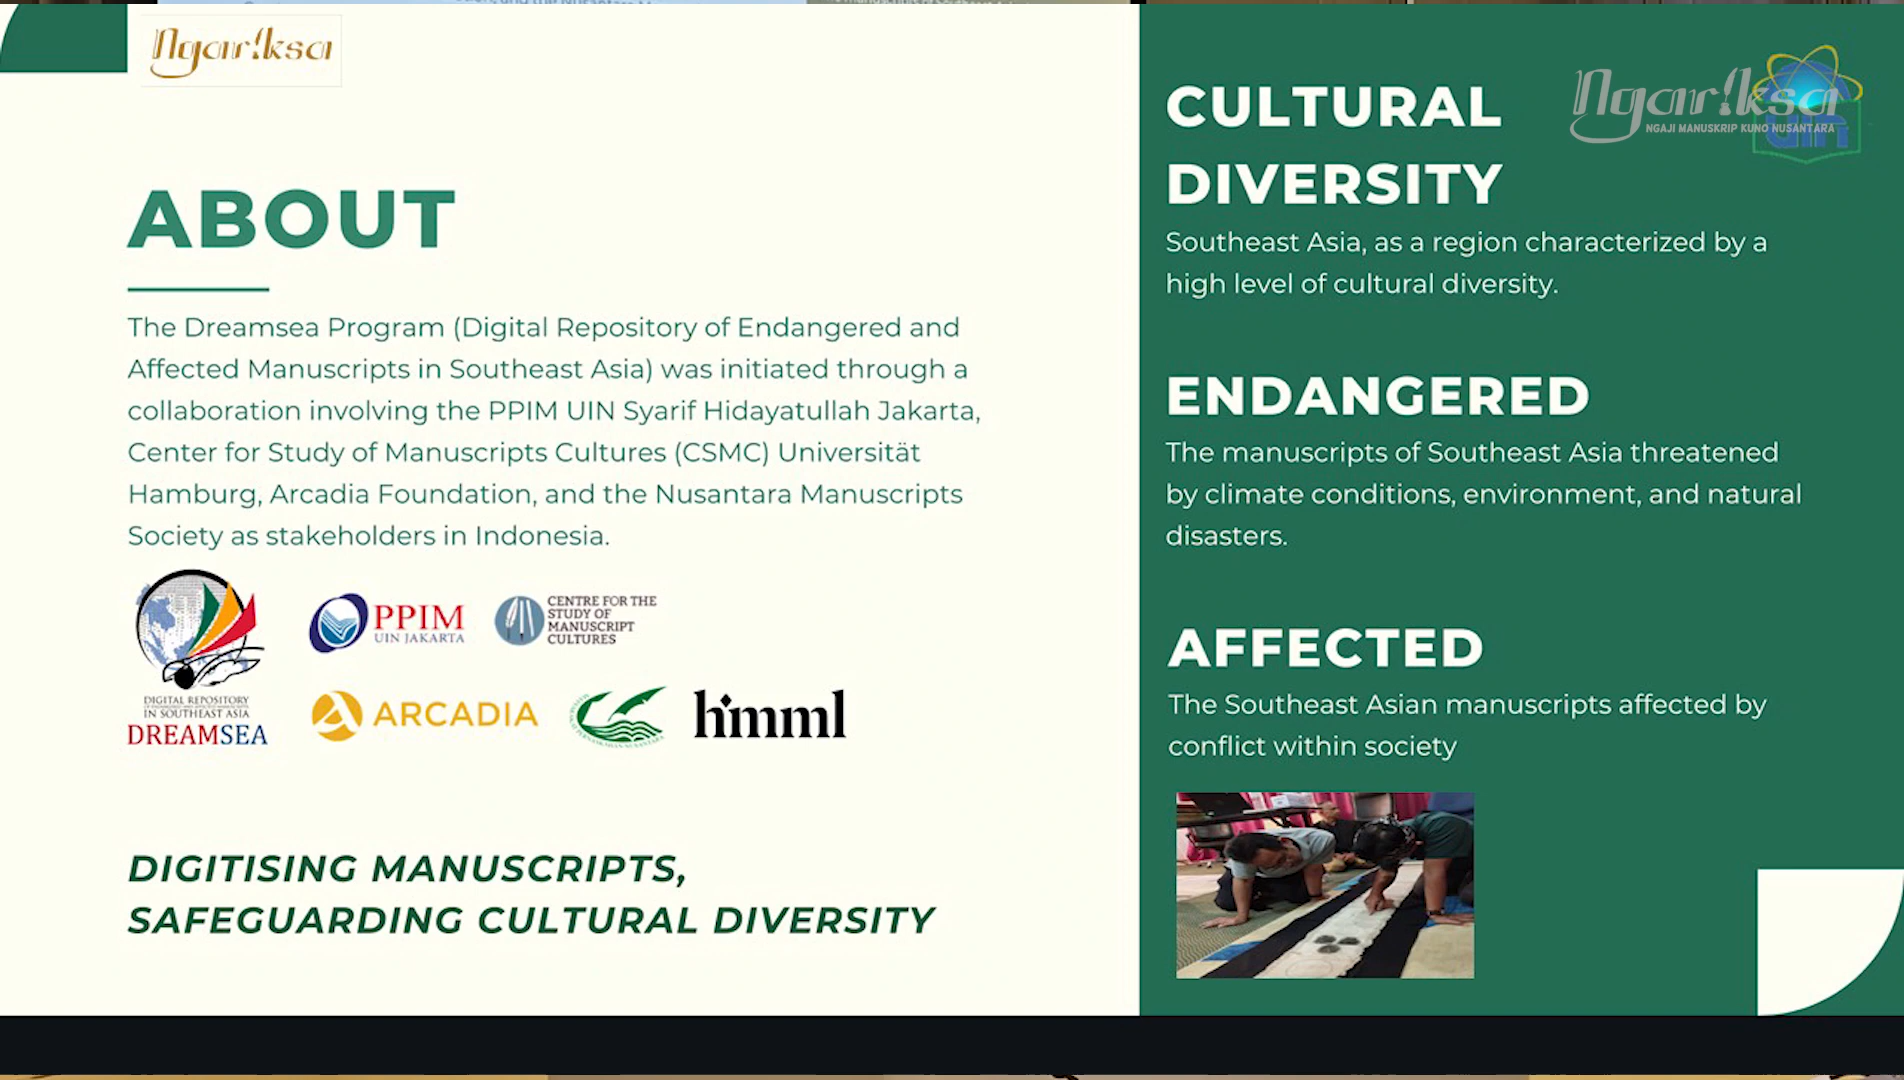 Ngar!ksa
ABOUT
The Dreamsea Program (Digital Repository of Endangered and
Affected Manuscripts in Southeast Asia) was initiated through a
collaboration involving the PPIM UIN Syarif Hidayatullah Jakarta,
Center for Study of Manuscripts Cultures (CSMC) Universität
Hamburg, Arcadia Foundation, and the Nusantara Manuscripts
Society as stakeholders in Indonesia.
DIGITAL REPOSITORY
IN SOUTHEAST ASIA
DREAMSEA
PPIM
UIN JAKARTA
CENTRE FOR THE
STUDY OF
MANUSCRIPT
CULTURES
ARCADIA
hmml
DIGITISING MANUSCRIPTS,
SAFEGUARDING CULTURAL DIVERSITY
Ngar!ksa
NGAJI MANUSKRIP KUNO NUSANTARA
UIN
CULTURAL
DIVERSITY
Southeast Asia, as a region characterized by a
high level of cultural diversity.
ENDANGERED
The manuscripts of Southeast Asia threatened
by climate conditions, environment, and natural
disasters.
AFFECTED
The Southeast Asian manuscripts affected by
conflict within society